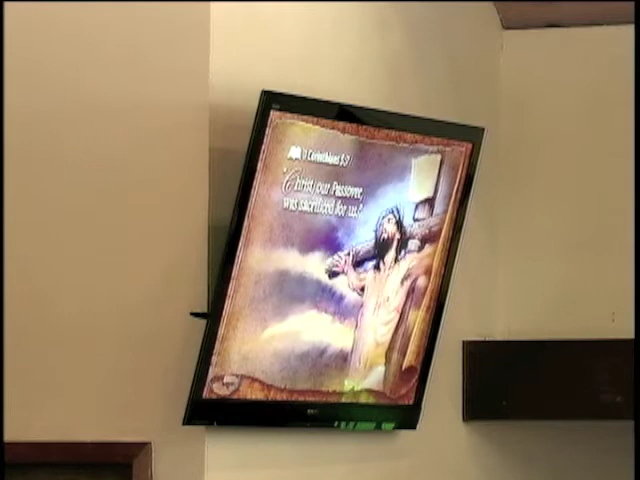 1 Corinthians 5:7
"Christ, our Passover,
was sacrificed for us."